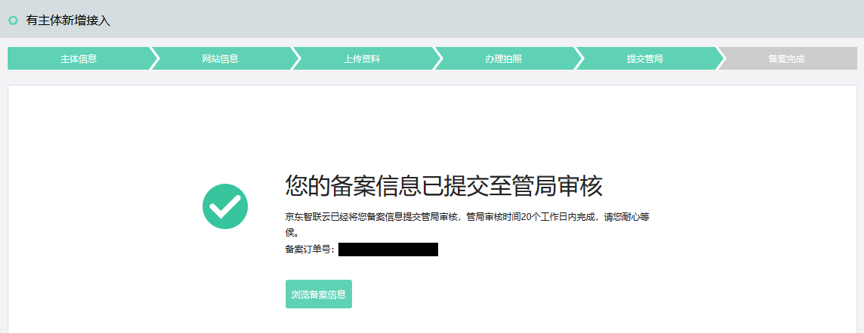 有主体新增接入
主体信息
网站信息
上传资料
办理拍照
提交管局
备案完成
您的备案信息已提交至管局审核
京东智联云已经将您备案信息提交管局审核，管局审核时间20个工作日内完成，请您耐心等
侯。
备案订单号：
浏览备案信息